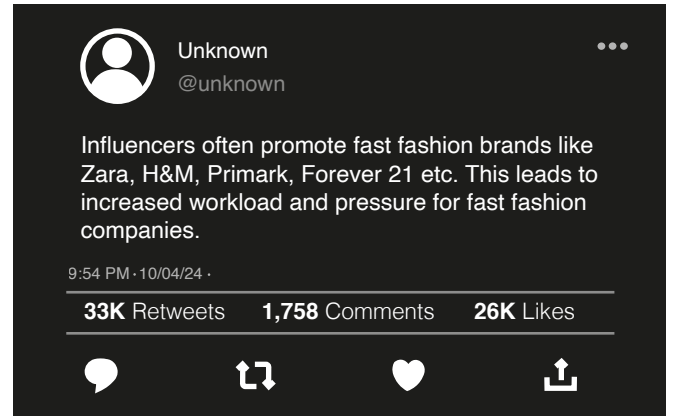 Unknown
@unknown
Influencers often promote fast fashion brands like
Zara, H&M, Primark, Forever 21 etc. This leads to
increased workload and pressure for fast fashion
companies.
9:54 PM · 10/04/24 ·
33K Retweets 1,758 Comments 26K Likes